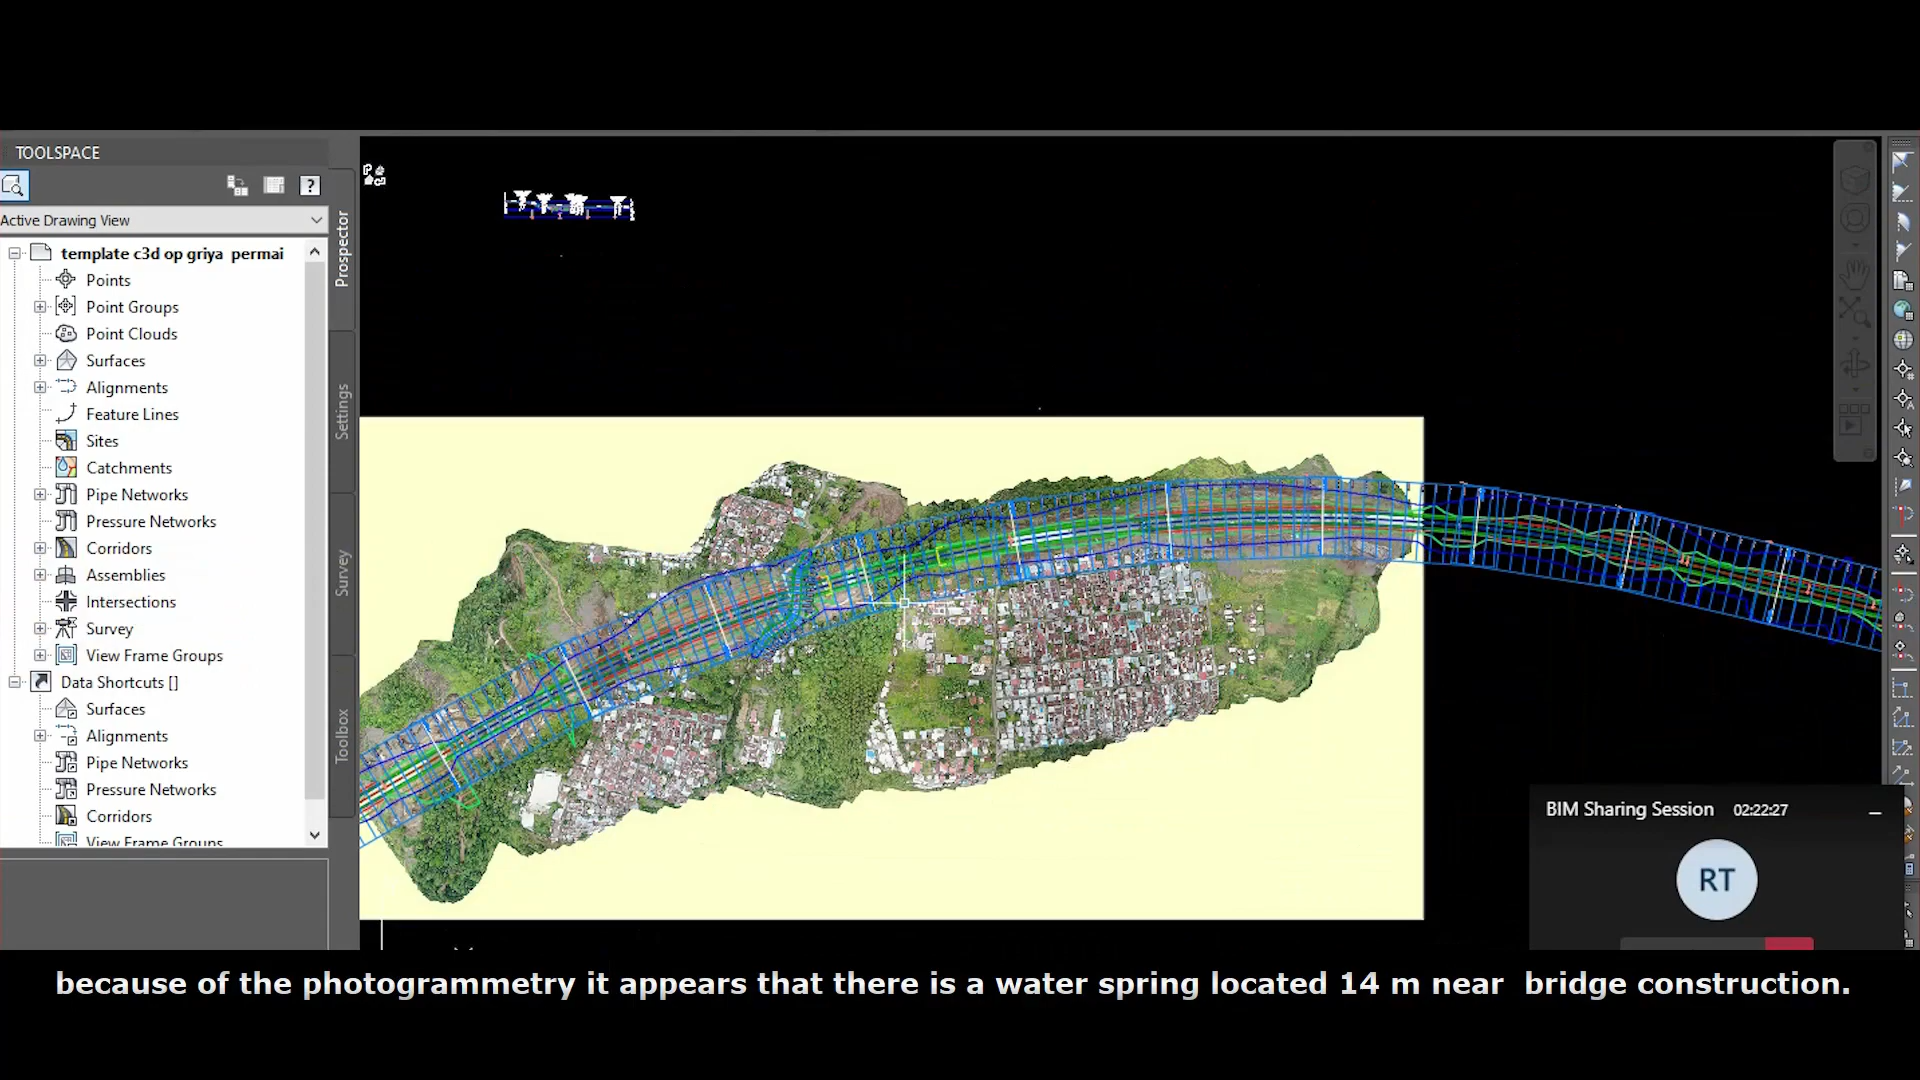 TOOLSPACE
Active Drawing View
template c3d op griya permai
Points
Point Groups
Point Clouds
Surfaces
Alignments
Feature Lines
Sites
Catchments
Pipe Networks
Pressure Networks
Corridors
Assemblies
Intersections
Survey
View Frame Groups
Data Shortcuts []
Surfaces
Alignments
Pipe Networks
Pressure Networks
Corridors
View Frame Groups
Prospector
Settings
Survey
Toolbox
BIM Sharing Session 02:22:27
RT
because of the photogrammetry it appears that there is a water spring located 14 m near bridge construction.